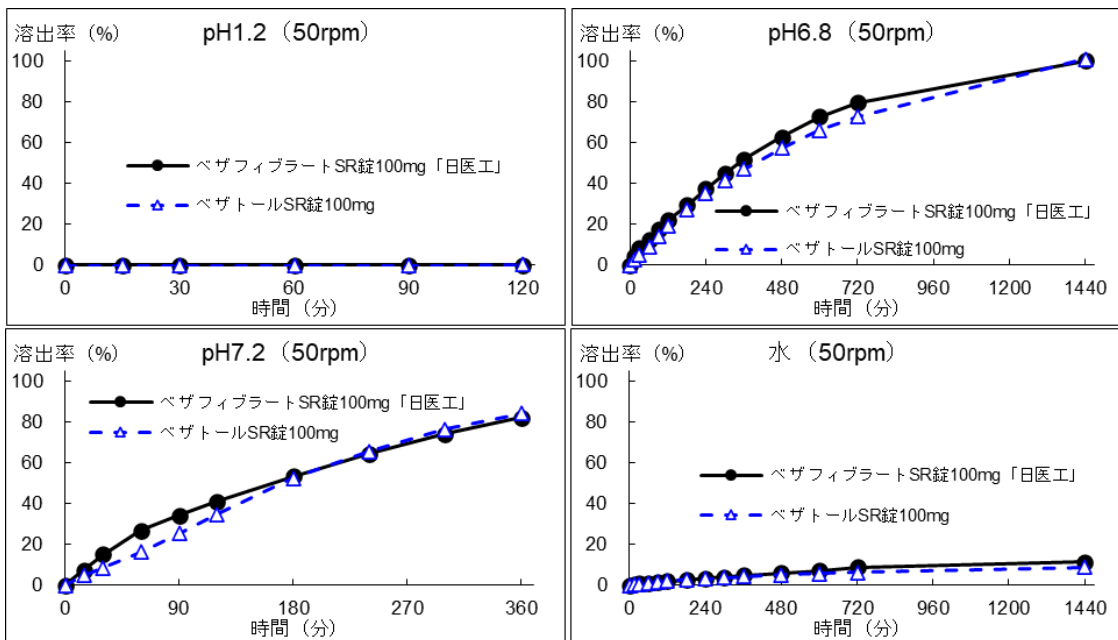 溶出率 (%)
pH1.2 (50rpm)
100
80
60
40
20
0
ベザフィブラートSR錠100mg「日医工」
ベザトールSR錠100mg
0 30 60 90 120
時間 (分)
溶出率 (%)
pH6.8 (50rpm)
100
80
60
40
20
0
ベザフィブラートSR錠100mg「日医工」
ベザトールSR錠100mg
0 240 480 720 960 1200 1440
時間 (分)
溶出率 (%)
pH7.2 (50rpm)
100
80
60
40
20
0
ベザフィブラートSR錠100mg「日医工」
ベザトールSR錠100mg
0 90 180 270 360
時間 (分)
溶出率 (%)
水 (50rpm)
100
80
60
40
20
0
ベザフィブラートSR錠100mg「日医工」
ベザトールSR錠100mg
0 240 480 720 960 1200 1440
時間 (分)